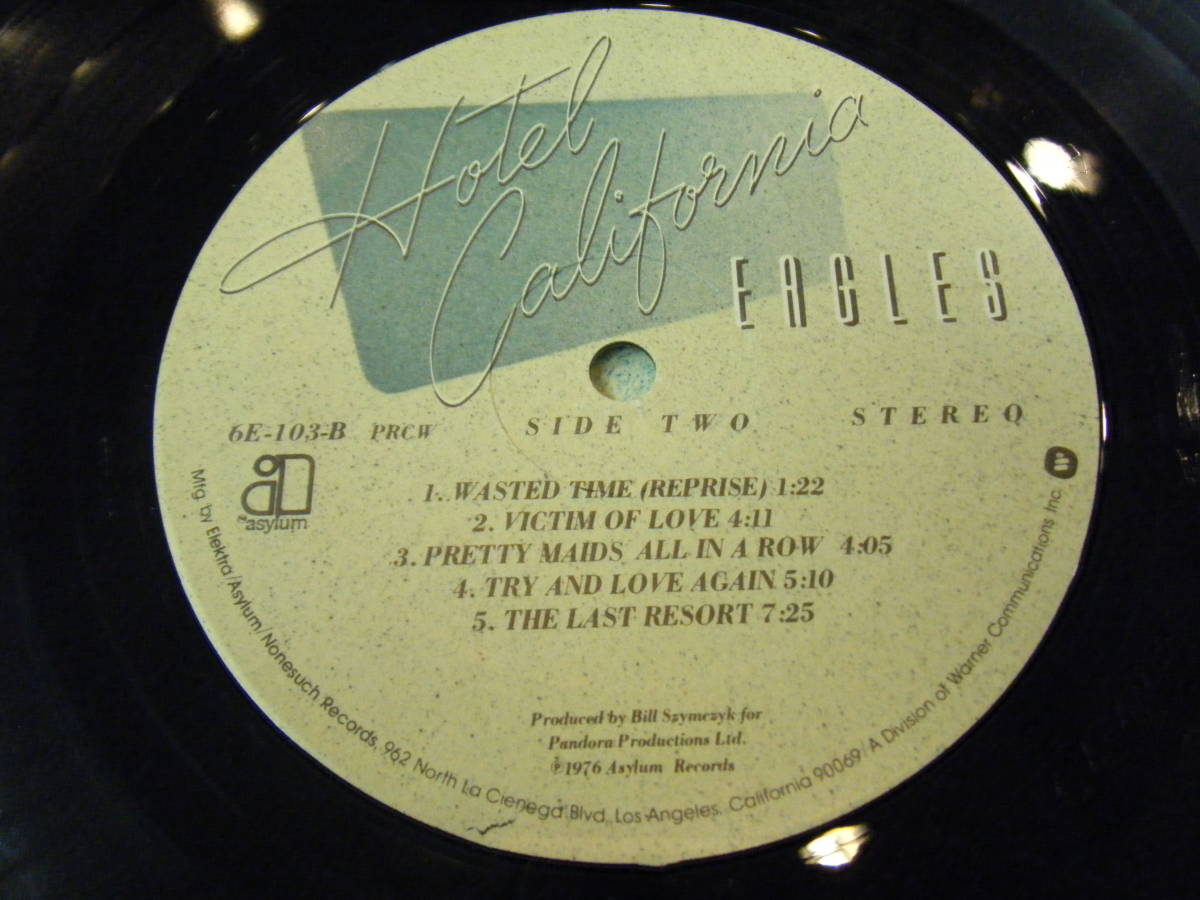 Hotel
California
EAGLES
6E-103-B PRCW SIDE TWO STEREO
asylum
1. WASTED TIME (REPRISE) 1:22
2. VICTIM OF LOVE 4:11
3. PRETTY MAIDS ALL IN A ROW 4:05
4. TRY AND LOVE AGAIN 5:10
5. THE LAST RESORT 7:25
Produced by Bill Szymczyk for
Pandora Productions Ltd.
℗1976 Asylum Records
Mfg. by Elektra/Asylum/Nonesuch Records, 962 North La Cienega Blvd. Los Angeles, California 90069/A Division of Warner Communications Inc.